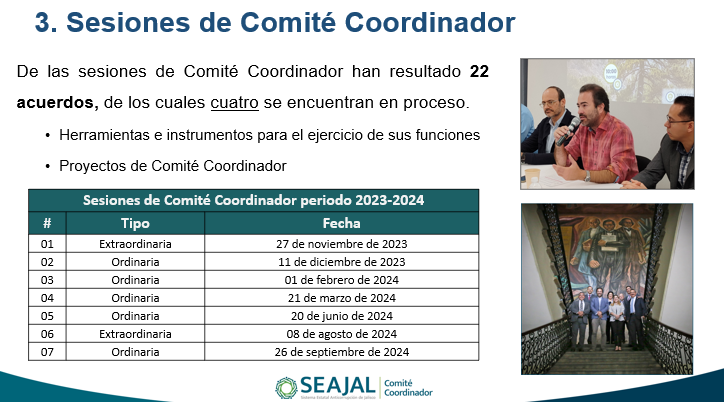 3. Sesiones de Comité Coordinador
De las sesiones de Comité Coordinador han resultado 22
acuerdos, de los cuales cuatro se encuentran en proceso.
• Herramientas e instrumentos para el ejercicio de sus funciones
• Proyectos de Comité Coordinador
Sesiones de Comité Coordinador periodo 2023-2024
# Tipo Fecha
01 Extraordinaria 27 de noviembre de 2023
02 Ordinaria 11 de diciembre de 2023
03 Ordinaria 01 de febrero de 2024
04 Ordinaria 21 de marzo de 2024
05 Ordinaria 20 de junio de 2024
06 Extraordinaria 08 de agosto de 2024
07 Ordinaria 26 de septiembre de 2024
SEAJAL
Sistema Estatal Anticorrupción de Jalisco
Comité
Coordinador